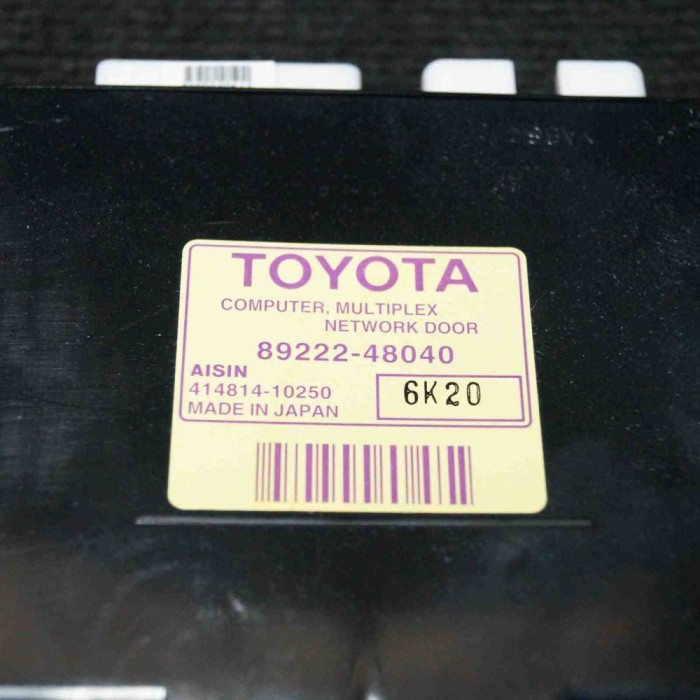 TOYOTA
COMPUTER, MULTIPLEX
NETWORK DOOR
89222-48040
AISIN
414814-10250
MADE IN JAPAN
6K20